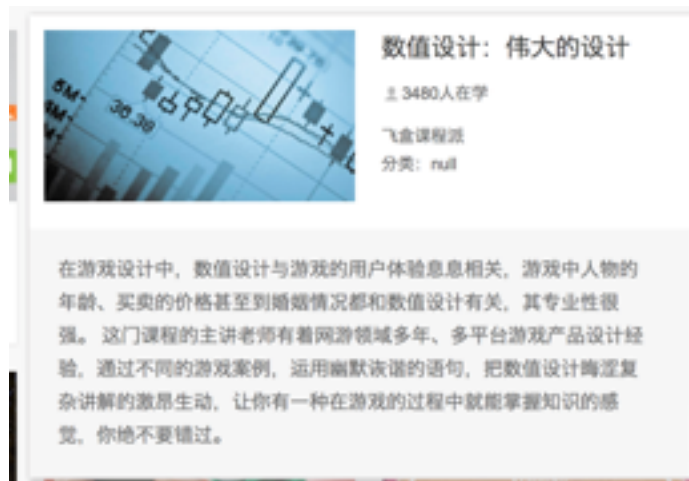 数值设计：伟大的设计
3480人在学
飞盒课程派
分类：null
5M
4M
38.39
在游戏设计中，数值设计与游戏的用户体验息息相关，游戏中人物的
年龄、买卖的价格甚至到婚姻情况都和数值设计有关，其专业性很
强。 这门课程的主讲老师有着网游领域多年、多平台游戏产品设计经
验，通过不同的游戏案例，运用幽默诙谐的语句，把数值设计晦涩复
杂讲解的激昂生动，让你有一种在游戏的过程中就能掌握知识的感
觉，你绝不要错过。